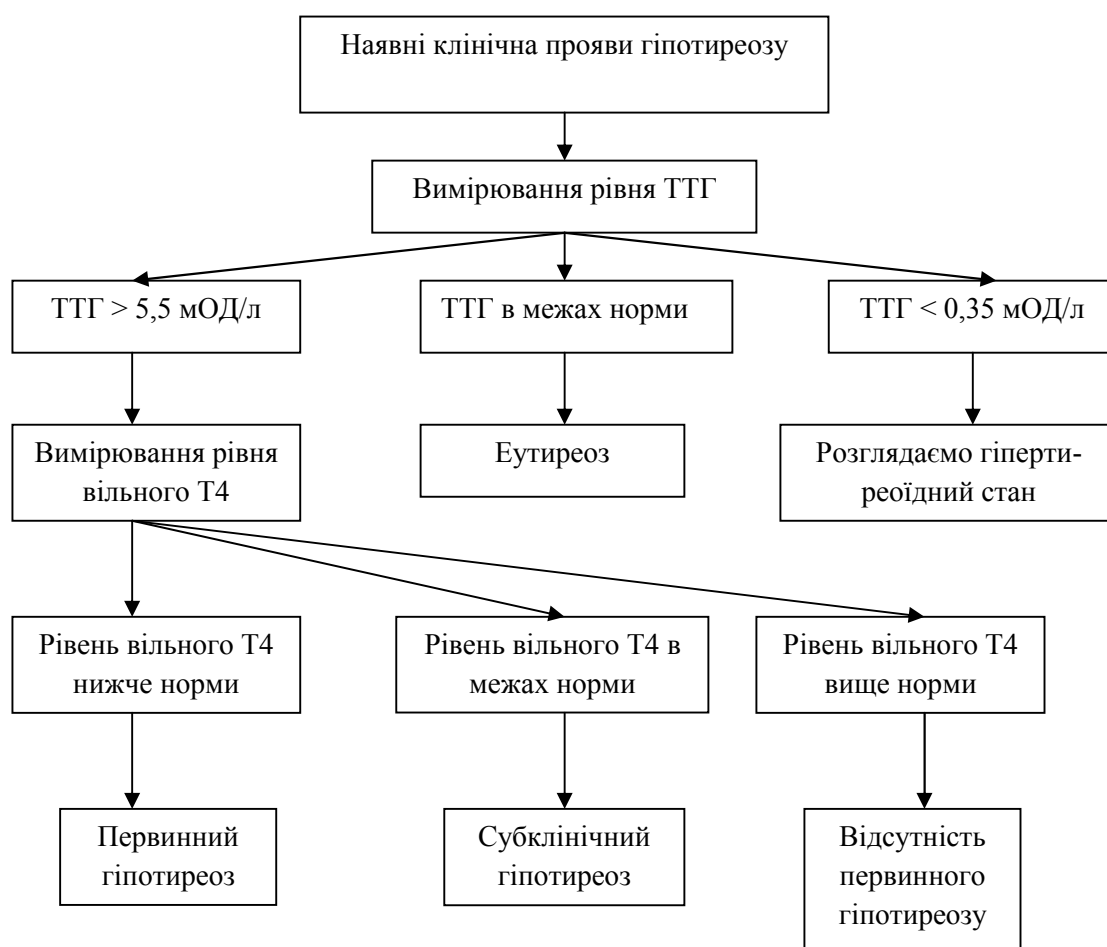 Наявні клінічна прояви гіпотиреозу
Вимірювання рівня ТТГ
ТТГ > 5,5 мОД/л
ТТГ в межах норми
ТТГ < 0,35 мОД/л
Вимірювання рівня
вільного Т4
Еутиреоз
Розглядаємо гіперти-
реоїдний стан
Рівень вільного Т4
нижче норми
Рівень вільного Т4 в
межах норми
Рівень вільного Т4
вище норми
Первинний
гіпотиреоз
Субклінічний
гіпотиреоз
Відсутність
первинного
гіпотиреозу